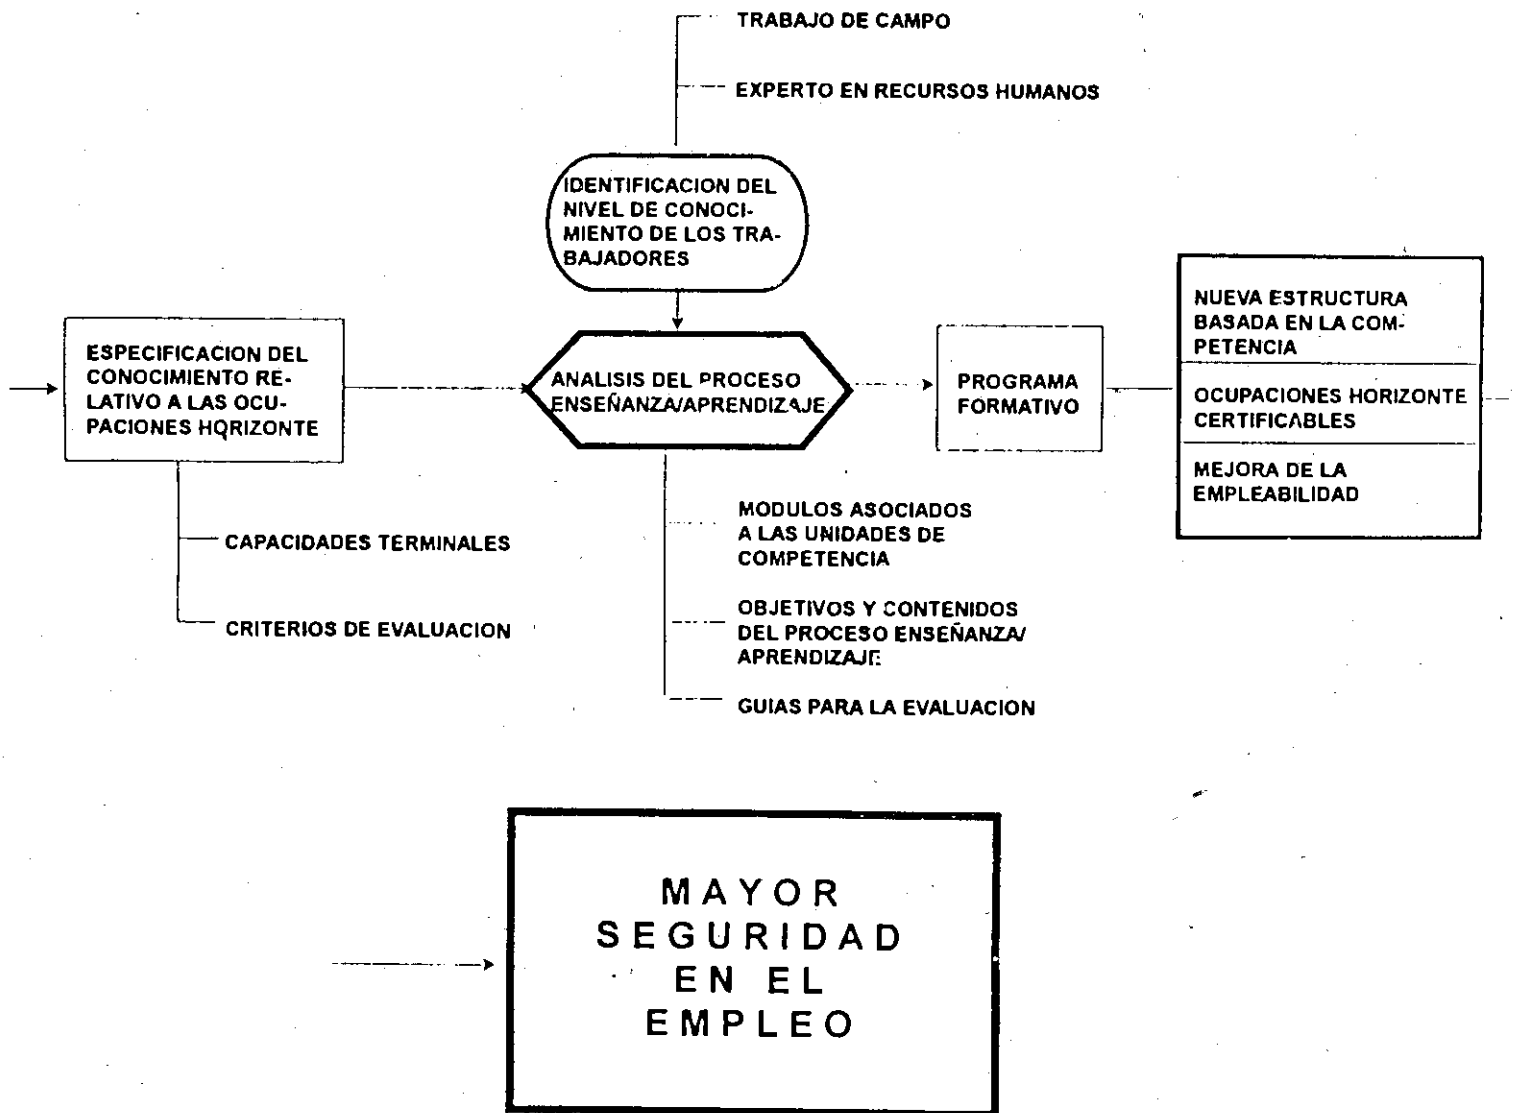 TRABAJO DE CAMPO
EXPERTO EN RECURSOS HUMANOS
IDENTIFICACION DEL
NIVEL DE CONOCI-
MIENTO DE LOS TRA-
BAJADORES
ESPECIFICACION DEL
CONOCIMIENTO RE-
LATIVO A LAS OCU-
PACIONES HORIZONTE
ANALISIS DEL PROCESO
ENSEÑANZA/APRENDIZAJE
PROGRAMA
FORMATIVO
NUEVA ESTRUCTURA
BASADA EN LA COM-
PETENCIA
OCUPACIONES HORIZONTE
CERTIFICABLES
MEJORA DE LA
EMPLEABILIDAD
CAPACIDADES TERMINALES
CRITERIOS DE EVALUACION
MODULOS ASOCIADOS
A LAS UNIDADES DE
COMPETENCIA
OBJETIVOS Y CONTENIDOS
DEL PROCESO ENSEÑANZA/
APRENDIZAJE
GUIAS PARA LA EVALUACION
MAYOR
SEGURIDAD
EN EL
EMPLEO